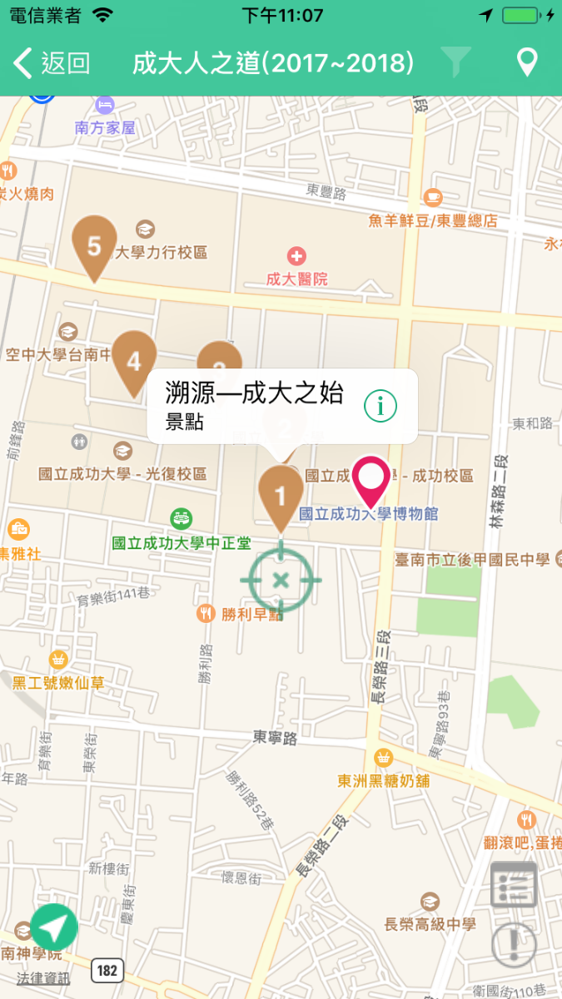 電信業者
下午11:07
返回
成大人之道(2017~2018)
南方家屋
炭火燒肉
東豐路
魚羊鮮豆/東豐總店
5
大學力行校區
成大醫院
空中大學台南中
4
溯源—成大之始
景點
i
前鋒路
東和路
國立成功大學 - 光復校區
國立成
- 成功校區
1
國立成功大學博物館
林森路二段
國立成功大學中正堂
集雅社
臺南市立後甲國民中學
育樂街141巷
勝利早點
勝利路
黑工號嫩仙草
長榮路三段
東寧路93巷
東寧路
育樂街
東榮街
年路
東洲黑糖奶舖
勝利路52巷
翻滾吧,蛋捲
長榮路二段
新樓街
懷恩街
慶東街
長榮高級中學
南神學院
182
法律資訊
衛國街110巷